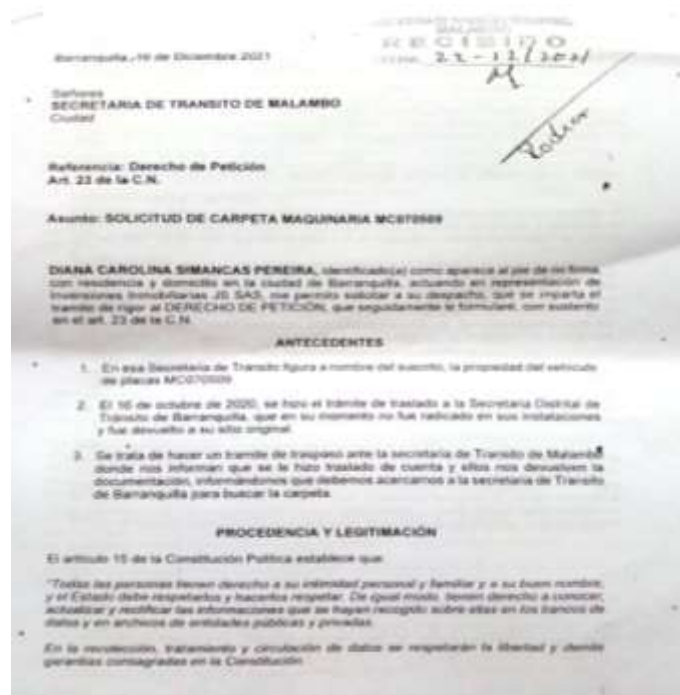 RECIBIDO
22-12/2021
Barranquilla, 16 de Diciembre 2021
Señores
SECRETARIA DE TRANSITO DE MALAMBO
Ciudad
Referencia: Derecho de Petición
Art. 23 de la C.N.
Asunto: SOLICITUD DE CARPETA MAQUINARIA MC070509
DIANA CAROLINA SIMANCAS PEREIRA, identificado(a) como aparece al pie de mi firma
con residencia y domicilio en la ciudad de Barranquilla, actuando en representación de
Inversiones Inmobiliarias JS SAS, me permito solicitar a su despacho, que se imparta el
tramite de rigor al DERECHO DE PETICIÓN, que seguidamente le formularé, con sustento
en el art. 23 de la C.N.
ANTECEDENTES
1. En esa Secretaria de Transito figura a nombre del suscrito, la propiedad del vehículo
de placas MC070509
2. El 16 de octubre de 2020, se hizo el trámite de traslado a la Secretaria Distrital de
Tránsito de Barranquilla, que en su momento no fue radicado en sus instalaciones
y fue devuelto a su sitio original.
3. Se trata de hacer un tramite de traspaso ante la secretaria de Transito de Malambo
donde nos informan que se le hizo traslado de cuenta y ellos nos devuelven la
documentación, informándonos que debemos acercarnos a la secretaria de Transito
de Barranquilla para buscar la carpeta.
PROCEDENCIA Y LEGITIMACIÓN
El artículo 15 de la Constitución Política establece que:
"Todas las personas tienen derecho a su intimidad personal y familiar y a su buen nombre,
y el Estado debe respetarlos y hacerlos respetar. De igual modo, tienen derecho a conocer,
actualizar y rectificar las informaciones que se hayan recogido sobre ellas en los bancos de
datos y en archivos de entidades públicas y privadas.
En la recolección, tratamiento y circulación de datos se respetarán la libertad y demás
garantías consagradas en la Constitución.